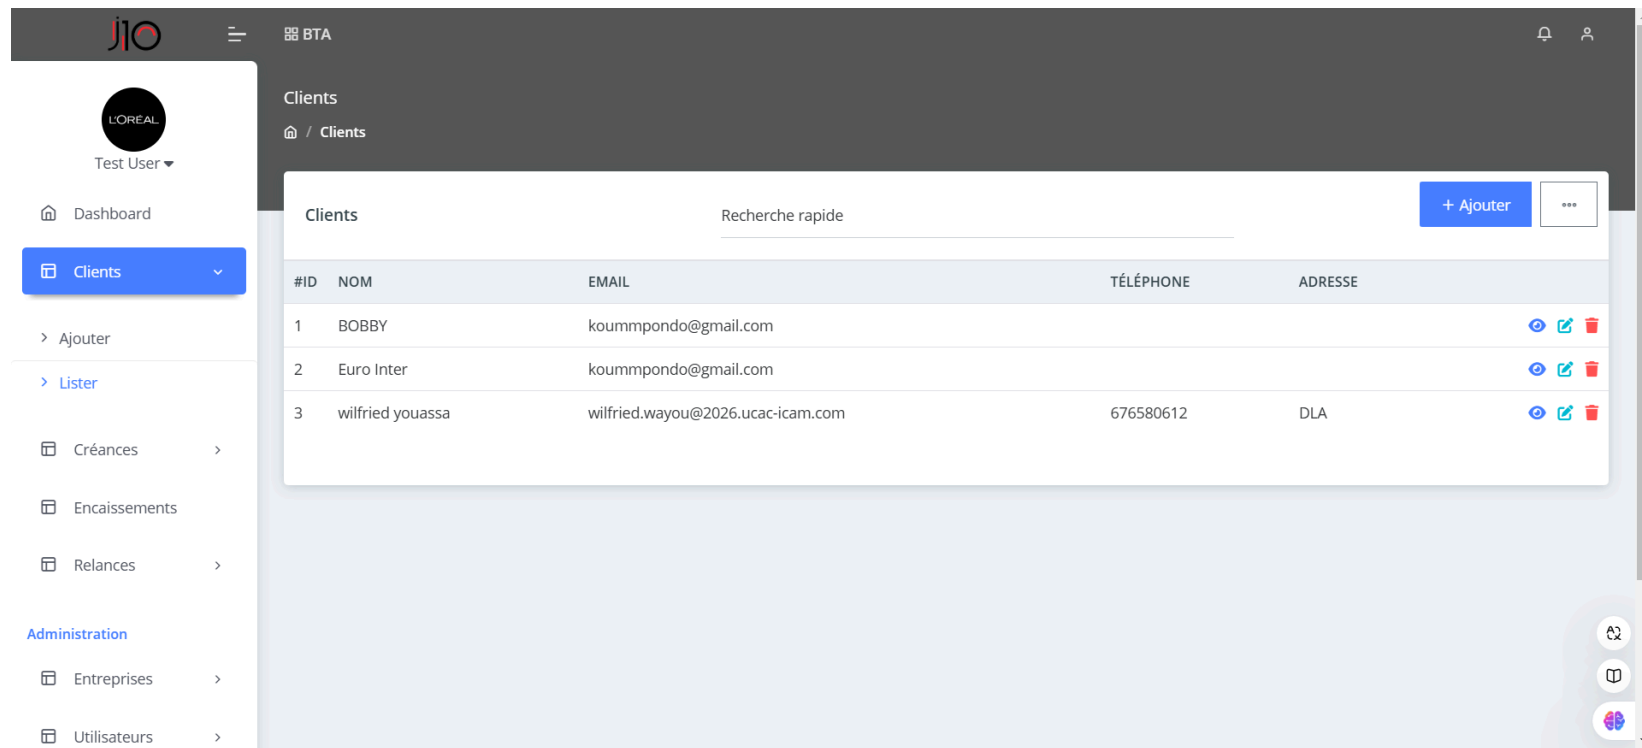 J10
BTA
L'ORÉAL
Test User
Dashboard
Clients
Ajouter
Lister
Créances
Encaissements
Relances
Administration
Entreprises
Utilisateurs
Clients
/ Clients
Clients
Recherche rapide
+ Ajouter
#ID NOM EMAIL TÉLÉPHONE ADRESSE
1 BOBBY koummpondo@gmail.com
2 Euro Inter koummpondo@gmail.com
3 wilfried youassa wilfried.wayou@2026.ucac-icam.com 676580612 DLA